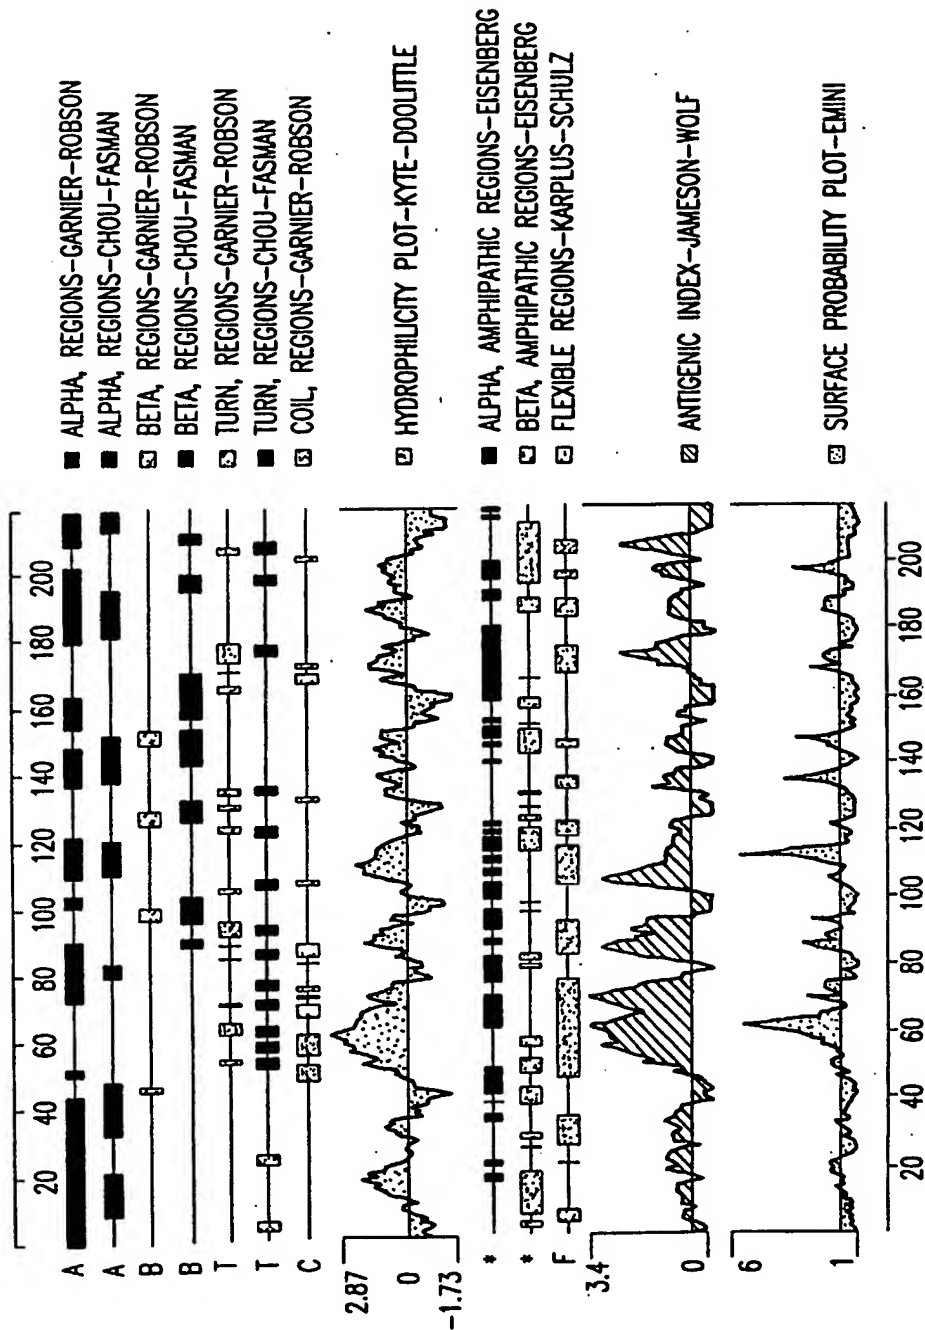 20 40 60 80 100 120 140 160 180 200
A ALPHA, REGIONS-GARNIER-ROBSON
A ALPHA, REGIONS-CHOU-FASMAN
B BETA, REGIONS-GARNIER-ROBSON
B BETA, REGIONS-CHOU-FASMAN
T TURN, REGIONS-GARNIER-ROBSON
T TURN, REGIONS-CHOU-FASMAN
C COIL, REGIONS-GARNIER-ROBSON
2.87
0 HYDROPHILICITY PLOT-KYTE-DOOLITTLE
-1.73
* ALPHA, AMPHIPATHIC REGIONS-EISENBERG
* BETA, AMPHIPATHIC REGIONS-EISENBERG
F FLEXIBLE REGIONS-KARPLUS-SCHULZ
3.4
0 ANTIGENIC INDEX-JAMESON-WOLF
6
1 SURFACE PROBABILITY PLOT-EMINI
20 40 60 80 100 120 140 160 180 200